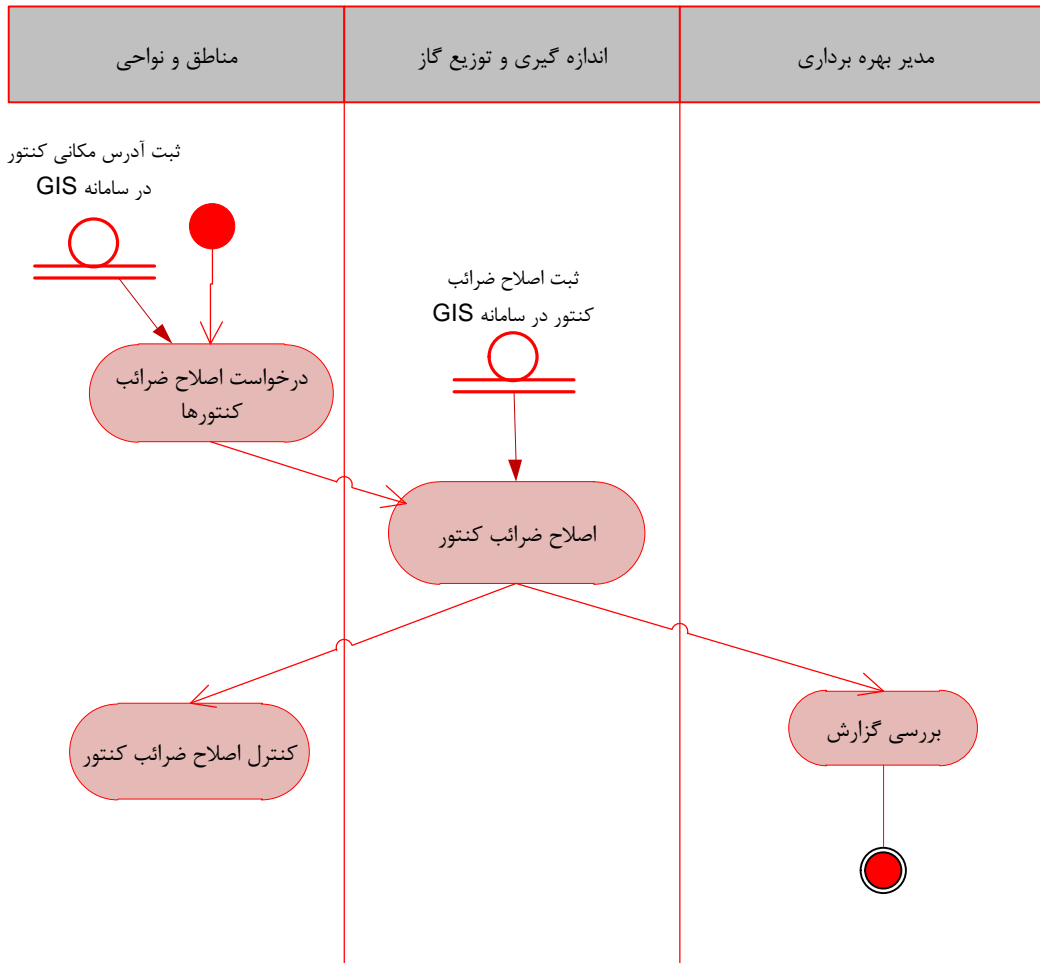 مناطق و نواحی
اندازه گیری و توزیع گاز
مدیر بهره برداری
ثبت آدرس مکانی کنتور
در سامانه GIS
ثبت اصلاح ضرائب
کنتور در سامانه GIS
درخواست اصلاح ضرائب
کنتورها
اصلاح ضرائب کنتور
کنترل اصلاح ضرائب کنتور
بررسی گزارش